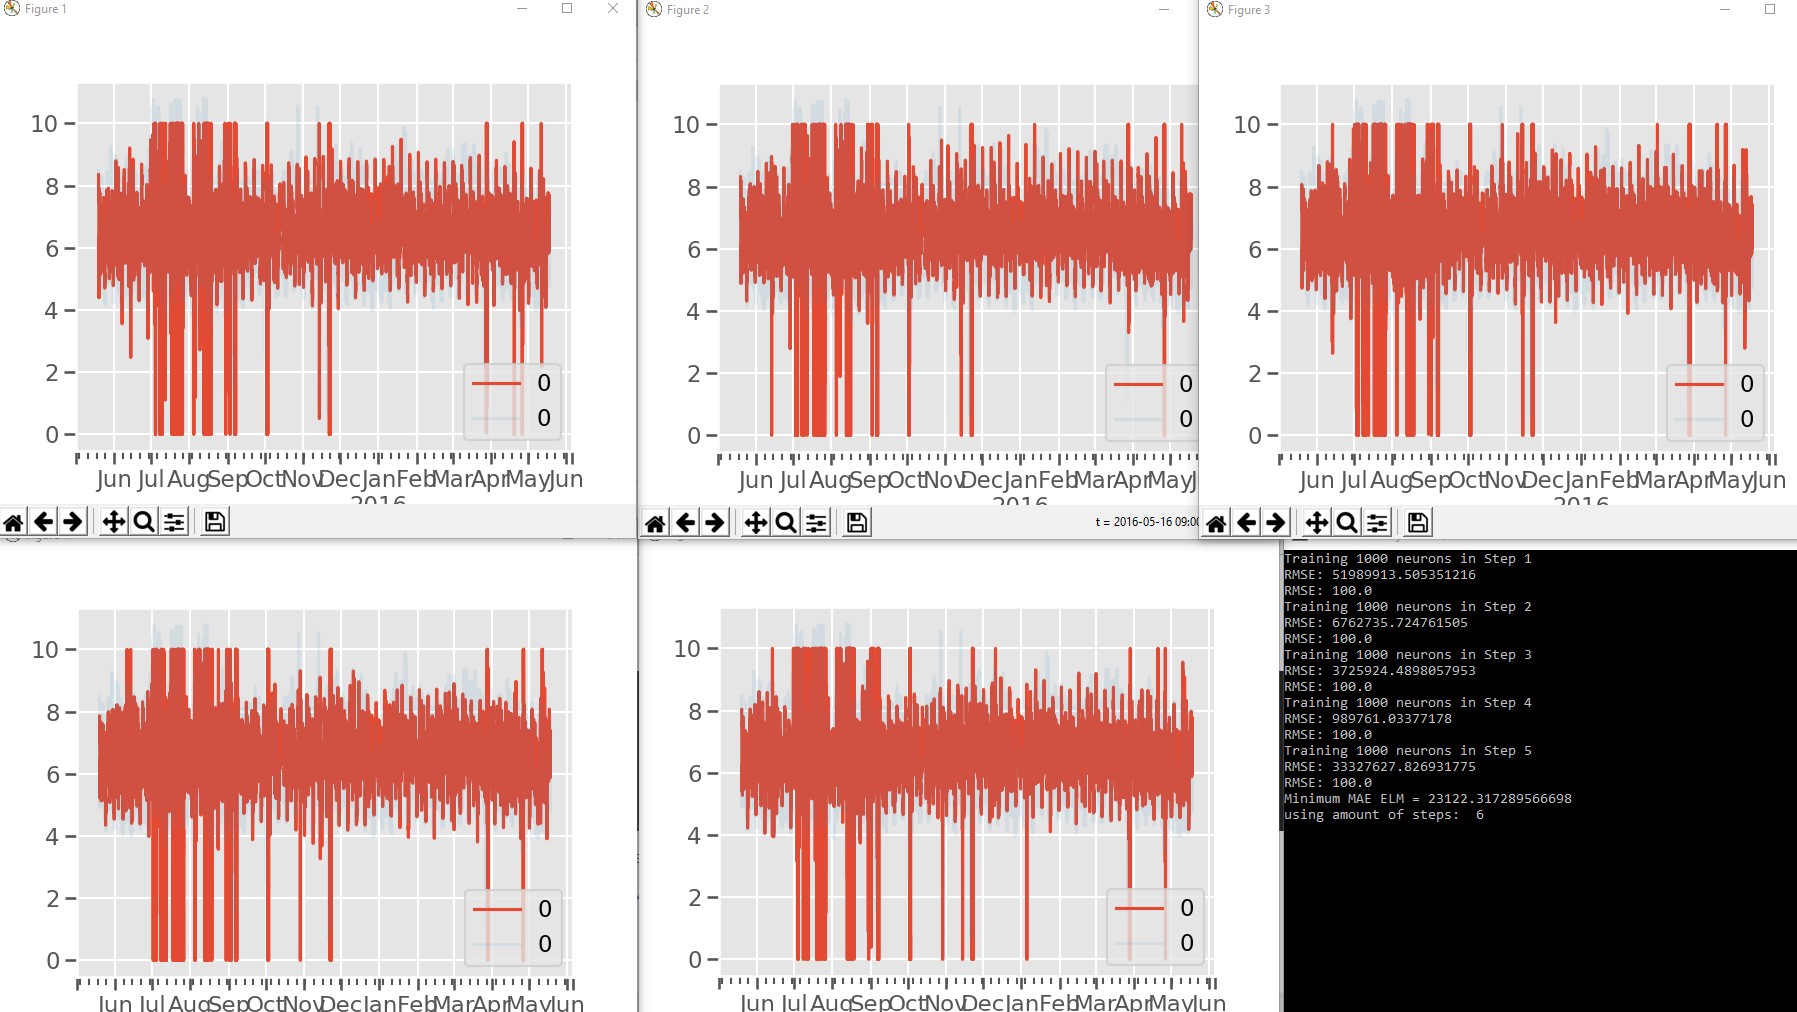 Figure 1
10
8
6
4
2
0
0
0
Jun Jul Aug Sep Oct Nov Dec Jan Feb Mar Apr May Jun
2016
Figure 2
10
8
6
4
2
0
0
0
Jun Jul Aug Sep Oct Nov Dec Jan Feb Mar Apr May J
2016
t = 2016-05-16 09:00
Figure 3
10
8
6
4
2
0
0
0
Jun Jul Aug Sep Oct Nov Dec Jan Feb Mar Apr May Jun
2016
10
8
6
4
2
0
0
0
Jun Jul Aug Sep Oct Nov Dec Jan Feb Mar Apr May Jun
10
8
6
4
2
0
0
0
Jun Jul Aug Sep Oct Nov Dec Jan Feb Mar Apr May Jun
Training 1000 neurons in Step 1
RMSE: 51989913.505351216
RMSE: 100.0
Training 1000 neurons in Step 2
RMSE: 6762735.724761505
RMSE: 100.0
Training 1000 neurons in Step 3
RMSE: 3725924.4898057953
RMSE: 100.0
Training 1000 neurons in Step 4
RMSE: 989761.03377178
RMSE: 100.0
Training 1000 neurons in Step 5
RMSE: 33327627.826931775
RMSE: 100.0
Minimum MAE ELM = 23122.317289566698
using amount of steps:  6